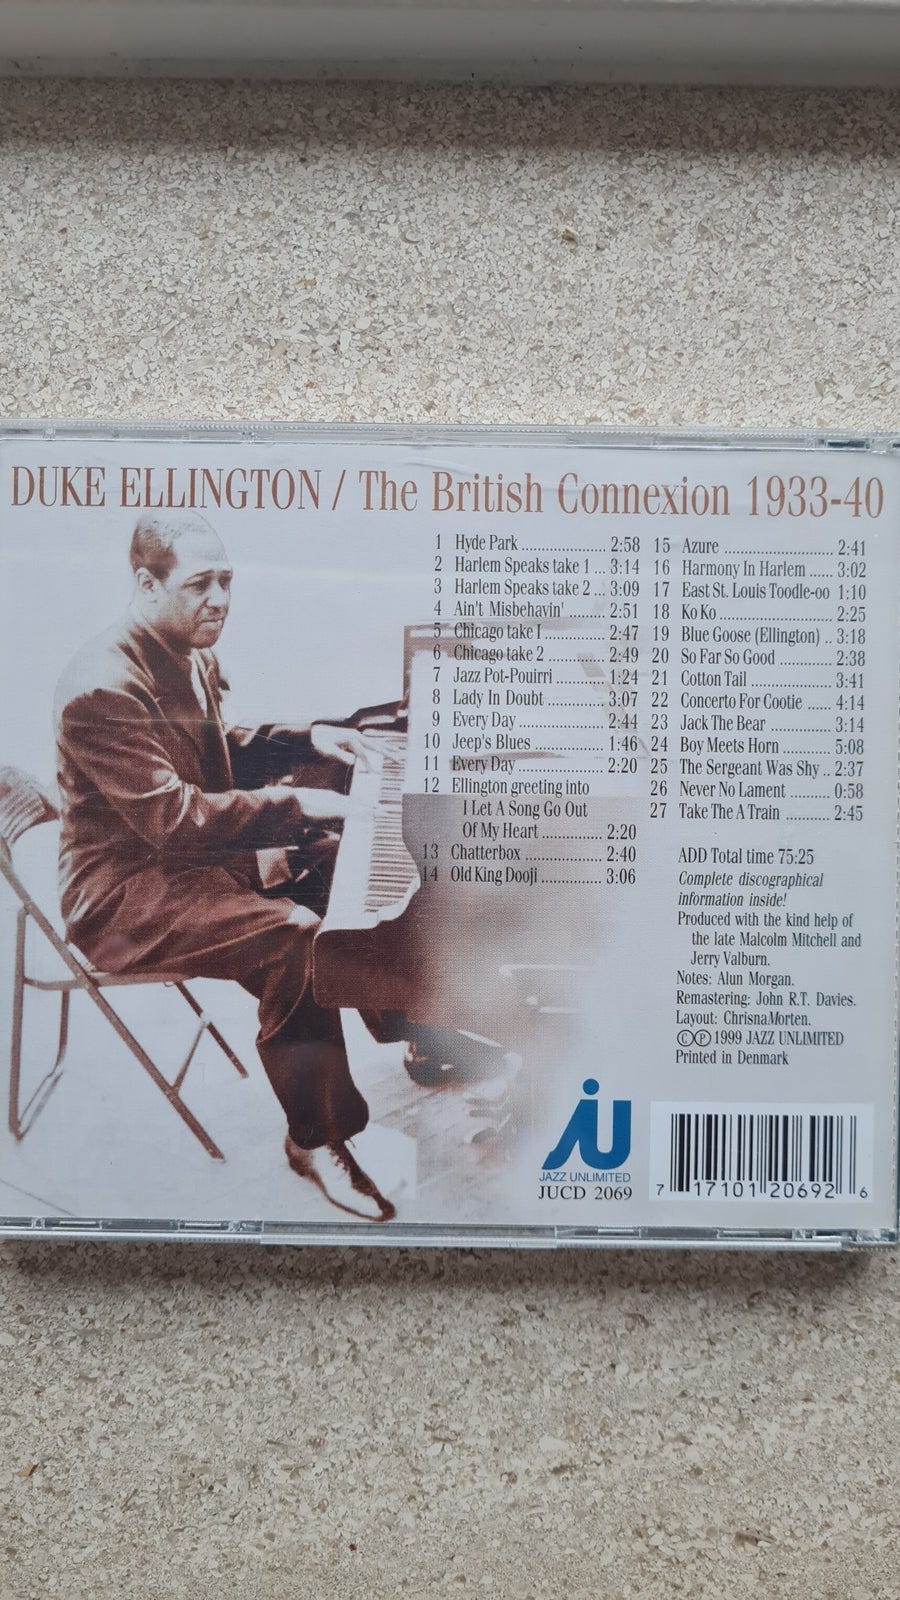 DUKE ELLINGTON / The British Connexion 1933-40
1 Hyde Park ..................... 2:58
2 Harlem Speaks take 1 ... 3:14
3 Harlem Speaks take 2 ... 3:09
4 Ain't Misbehavin' ......... 2:51
5 Chicago take I ............... 2:47
6 Chicago take 2 .............. 2:49
7 Jazz Pot-Pouirri ............ 1:24
8 Lady In Doubt .............. 3:07
9 Every Day ..................... 2:44
10 Jeep's Blues .................. 1:46
11 Every Day ..................... 2:20
12 Ellington greeting into
I Let A Song Go Out
Of My Heart .............. 2:20
13 Chatterbox .................... 2:40
14 Old King Dooji .............. 3:06
15 Azure ........................... 2:41
16 Harmony In Harlem ...... 3:02
17 East St. Louis Toodle-oo 1:10
18 Ko Ko ........................... 2:25
19 Blue Goose (Ellington) .. 3:18
20 So Far So Good ............. 2:38
21 Cotton Tail .................... 3:41
22 Concerto For Cootie ...... 4:14
23 Jack The Bear ................ 3:14
24 Boy Meets Horn ............ 5:08
25 The Sergeant Was Shy .. 2:37
26 Never No Lament .......... 0:58
27 Take The A Train ........... 2:45
ADD Total time 75:25
Complete discographical
information inside!
Produced with the kind help of
the late Malcolm Mitchell and
Jerry Valburn.
Notes: Alun Morgan.
Remastering: John R.T. Davies.
Layout: ChrisnaMorten.
©℗ 1999 JAZZ UNLIMITED
Printed in Denmark
JU
JAZZ UNLIMITED
JUCD 2069
7 17101 20692 6